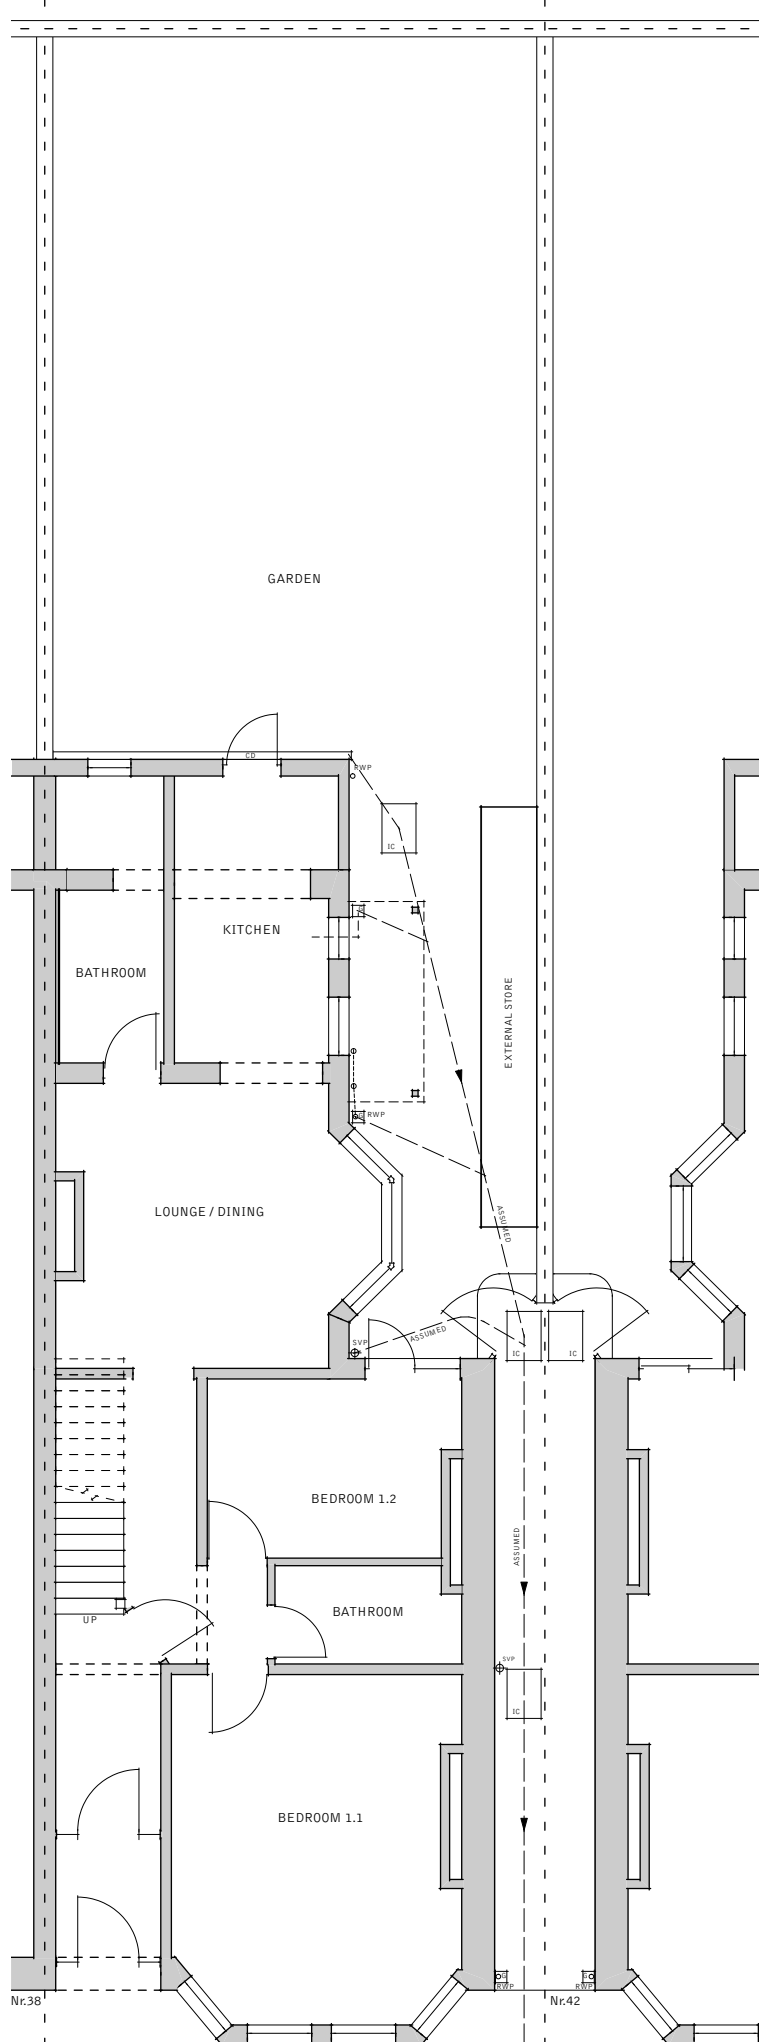 GARDEN
CD
RWP
IC
G
KITCHEN
BATHROOM
EXTERNAL STORE
G RWP
LOUNGE / DINING
ASSUMED
ASSUMED
SVP
IC
IC
BEDROOM 1.2
ASSUMED
BATHROOM
UP
SVP
IC
BEDROOM 1.1
G
G
RWP
RWP
Nr.38
Nr.42